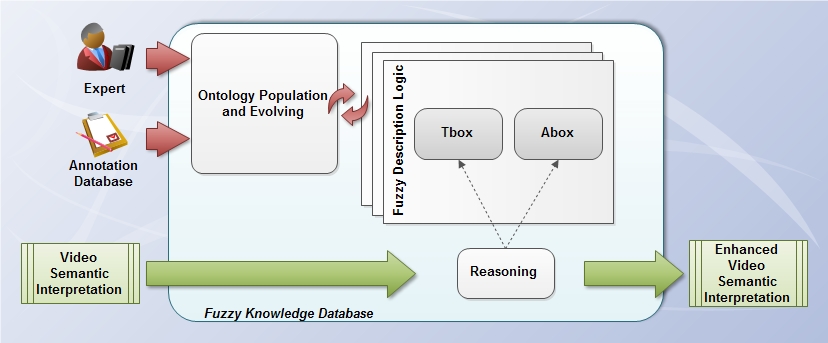 Expert
Annotation
Database
Ontology Population
and Evolving
Fuzzy Description Logic
Tbox
Abox
Reasoning
Video
Semantic
Interpretation
Enhanced
Video
Semantic
Interpretation
Fuzzy Knowledge Database